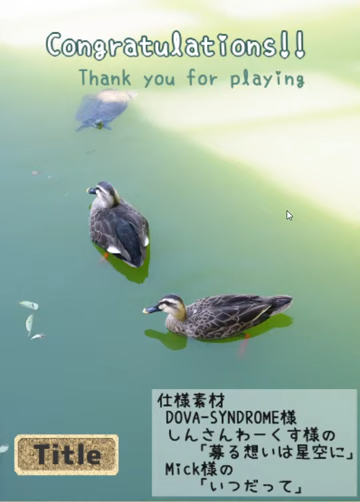 Congratulations!!
Thank you for playing
仕様素材
DOVA-SYNDROME様
しんさんわーくす様の
「募る想いは星空に」
Mick様の
「いつだって」
Title